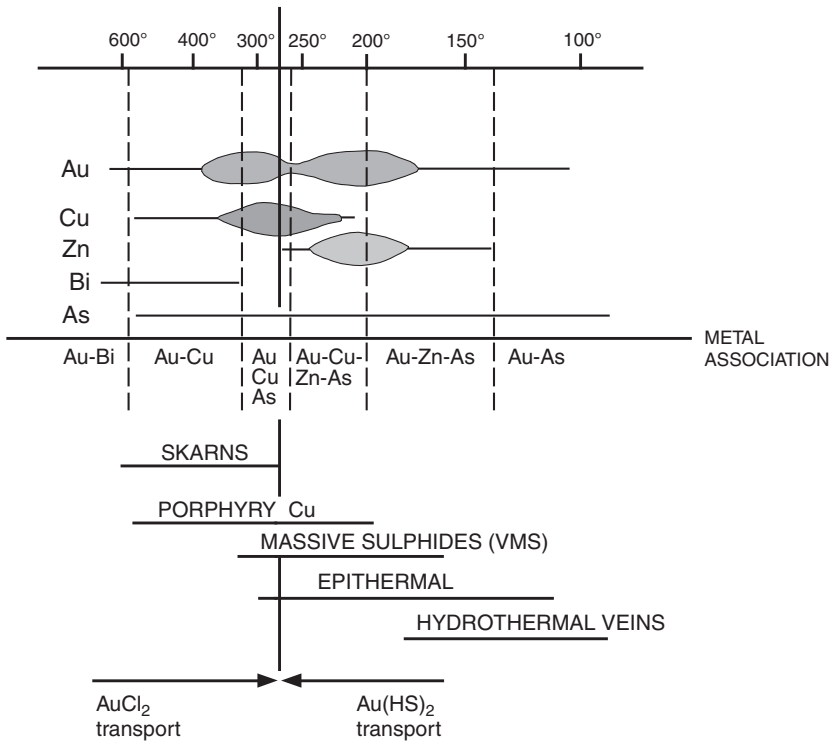 600° 400° 300° 250° 200° 150° 100°
Au
Cu
Zn
Bi
As
METAL
ASSOCIATION
Au-Bi
Au-Cu
Au
Cu
As
Au-Cu-
Zn-As
Au-Zn-As
Au-As
SKARNS
PORPHYRY Cu
MASSIVE SULPHIDES (VMS)
EPITHERMAL
HYDROTHERMAL VEINS
AuCl2
transport
Au(HS)2
transport